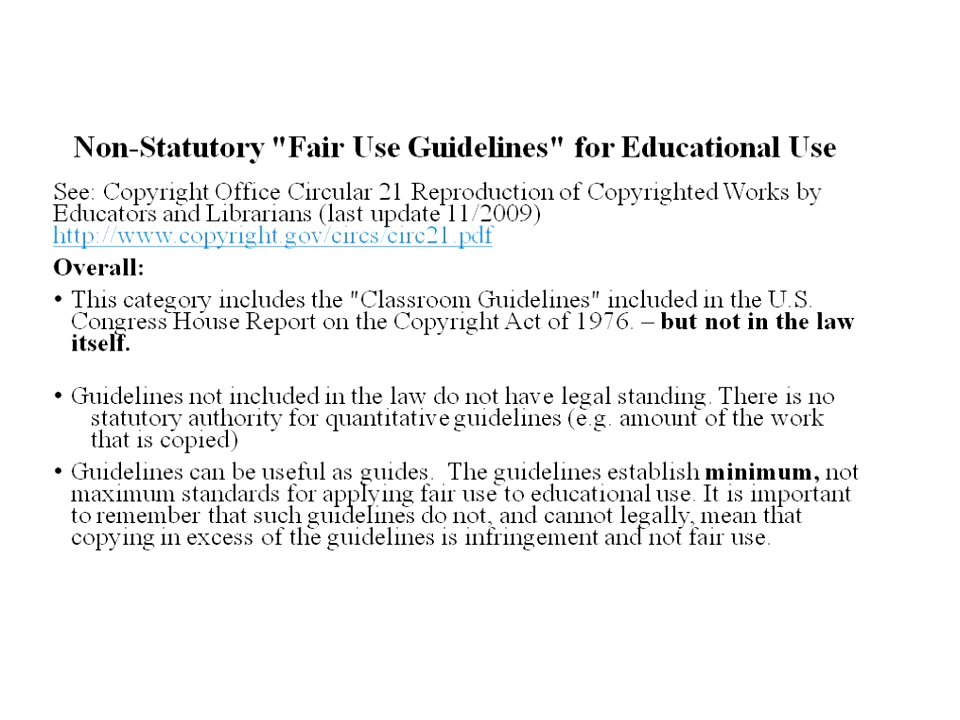 Non-Statutory "Fair Use Guidelines" for Educational Use
See: Copyright Office Circular 21 Reproduction of Copyrighted Works by
Educators and Librarians (last update 11/2009)
http://www.copyright.gov/circs/circ21.pdf
Overall:
• This category includes the "Classroom Guidelines" included in the U.S.
Congress House Report on the Copyright Act of 1976. – but not in the law
itself.
• Guidelines not included in the law do not have legal standing. There is no
statutory authority for quantitative guidelines (e.g. amount of the work
that is copied)
• Guidelines can be useful as guides. The guidelines establish minimum, not
maximum standards for applying fair use to educational use. It is important
to remember that such guidelines do not, and cannot legally, mean that
copying in excess of the guidelines is infringement and not fair use.